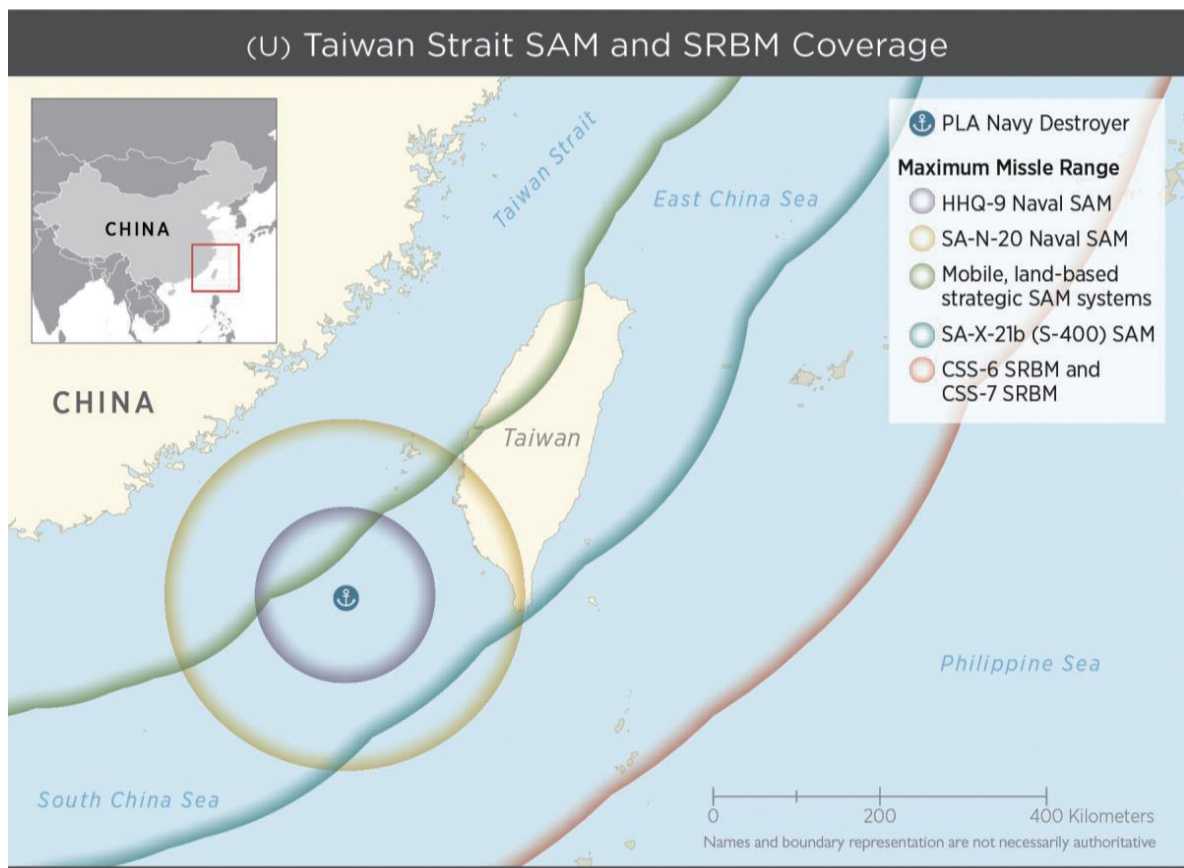 (U) Taiwan Strait SAM and SRBM Coverage
CHINA
Taiwan Strait
East China Sea
PLA Navy Destroyer
Maximum Missle Range
HHQ-9 Naval SAM
SA-N-20 Naval SAM
Mobile, land-based
strategic SAM systems
SA-X-21b (S-400) SAM
CSS-6 SRBM and
CSS-7 SRBM
CHINA
Taiwan
Philippine Sea
South China Sea
0 200 400 Kilometers
Names and boundary representation are not necessarily authoritative